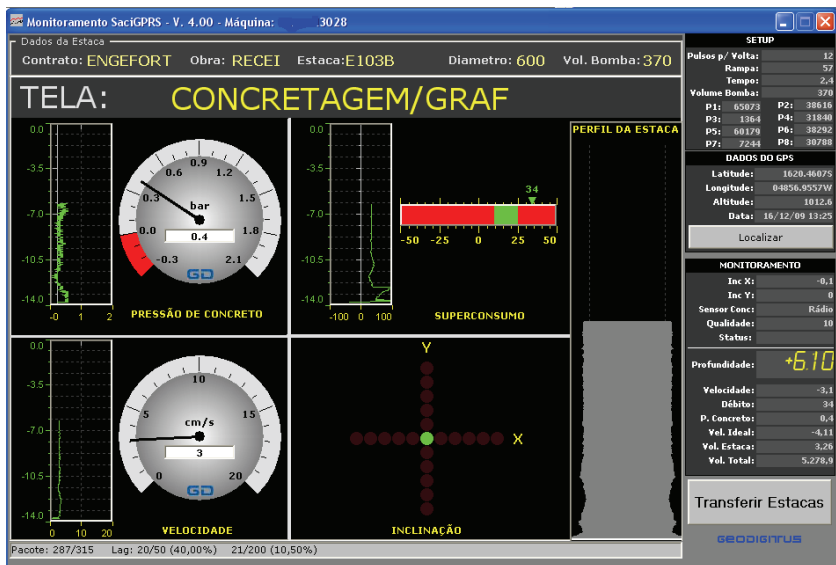 Monitoramento SaciGPRS - V. 4.00 - Máquina: .3028
Dados da Estaca
Contrato: ENGEFORT Obra: RECEI Estaca:E103B Diametro: 600 Vol. Bomba: 370
TELA: CONCRETAGEM/GRAF
0.0
-3.5
-7.0
-10.5
-14.0
-0 1 2
-0.3 0.0 0.3 0.6 0.9 1.2 1.5 1.8 2.1
bar
0.4
GD
PRESSÃO DE CONCRETO
0.0
-3.5
-7.0
-10.5
-14.0
-100 0 100
34
-50 -25 0 25 50
SUPERCONSUMO
PERFIL DA ESTACA
0.0
-3.5
-7.0
-10.5
-14.0
0 10 20
0 5 10 15 20
cm/s
3
GD
VELOCIDADE
Y
X
INCLINAÇÃO
SETUP
Pulsos p/ Volta: 12
Rampa: 57
Tempo: 2,4
Volume Bomba: 370
P1: 65073 P2: 38616
P3: 1364 P4: 31840
P5: 60179 P6: 38292
P7: 7244 P8: 30788
DADOS DO GPS
Latitude: 1620.4607S
Longitude: 04856.9557W
Altitude: 1012.6
Data: 16/12/09 13:25
Localizar
MONITORAMENTO
Inc X: -0,1
Inc Y: 0
Sensor Conc: Rádio
Qualidade: 10
Status:
Profundidade: +6.10
Velocidade: -3,1
Débito: 34
P. Concreto: 0,4
Vel. Ideal: -4,11
Vol. Estaca: 3,26
Vol. Total: 5.278,9
Transferir Estacas
GEODIGITUS
Pacote: 287/315 Lag: 20/50 (40,00%) 21/200 (10,50%)